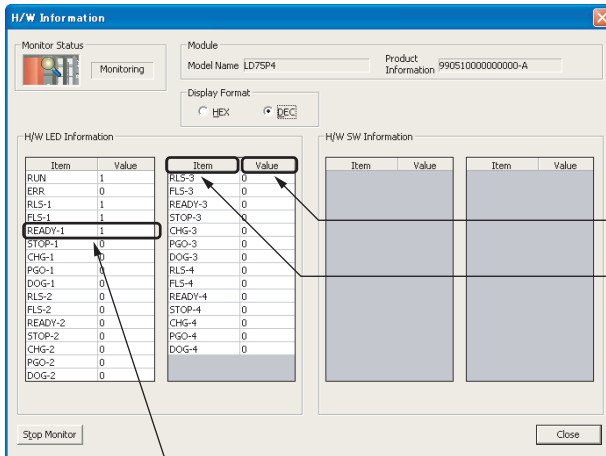 H/W Information
Monitor Status
Monitoring
Module
Model Name LD75P4
Product Information 990510000000000-A
Display Format
HEX DEC
H/W LED Information
Item Value
RUN 1
ERR 0
RLS-1 1
FLS-1 1
READY-1 1
STOP-1 0
CHG-1 0
PGO-1 0
DOG-1 0
RLS-2 0
FLS-2 0
READY-2 0
STOP-2 0
CHG-2 0
PGO-2 0
DOG-2 0
Item Value
RLS-3 0
FLS-3 0
READY-3 0
STOP-3 0
CHG-3 0
PGO-3 0
DOG-3 0
RLS-4 0
FLS-4 0
READY-4 0
STOP-4 0
CHG-4 0
PGO-4 0
DOG-4 0
H/W SW Information
Item Value
Item Value
Stop Monitor
Close